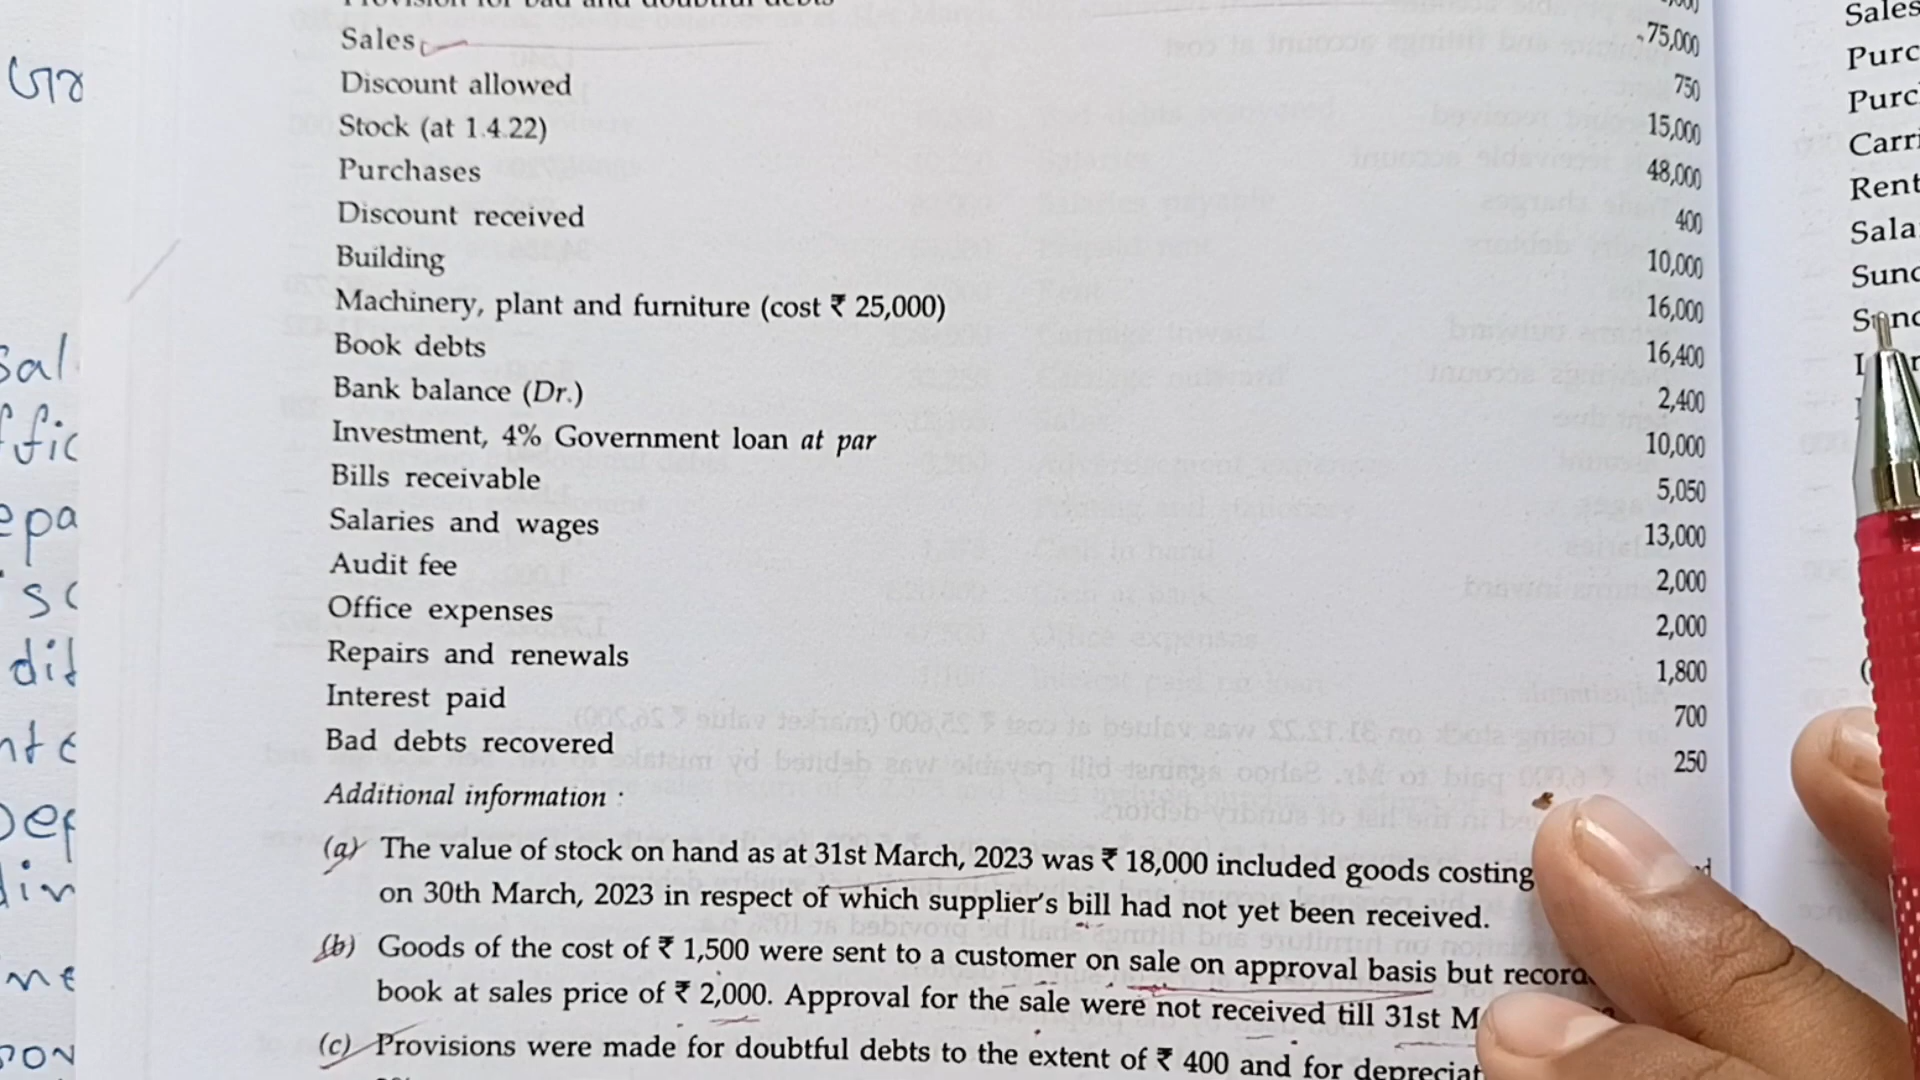 Provision for bad and doubtful debts
Sales 75,000
Discount allowed 750
Stock (at 1.4.22) 15,000
Purchases 48,000
Discount received 400
Building 10,000
Machinery, plant and furniture (cost ₹ 25,000) 16,000
Book debts 16,400
Bank balance (Dr.) 2,400
Investment, 4% Government loan at par 10,000
Bills receivable 5,050
Salaries and wages 13,000
Audit fee 2,000
Office expenses 2,000
Repairs and renewals 1,800
Interest paid 700
Bad debts recovered 250
Additional information :
(a) The value of stock on hand as at 31st March, 2023 was ₹ 18,000 included goods costing
on 30th March, 2023 in respect of which supplier's bill had not yet been received.
(b) Goods of the cost of ₹ 1,500 were sent to a customer on sale on approval basis but record
book at sales price of ₹ 2,000. Approval for the sale were not received till 31st M
(c) Provisions were made for doubtful debts to the extent of ₹ 400 and for depreciat
Sales
Purc
Purc
Carri
Rent
Sala
Sund